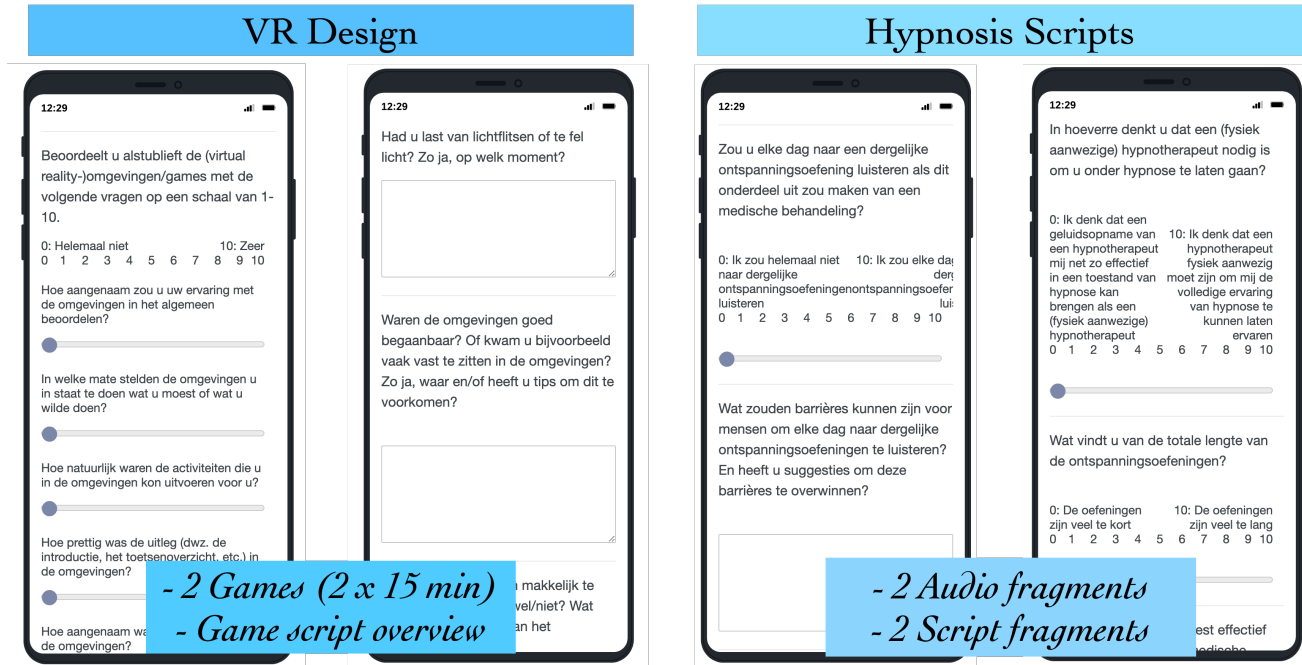 VR Design
Hypnosis Scripts
12:29
Beoordeelt u alstublieft de (virtual
reality-)omgevingen/games met de
volgende vragen op een schaal van 1-
10.
0: Helemaal niet 10: Zeer
0 1 2 3 4 5 6 7 8 9 10
Hoe aangenaam zou u uw ervaring met
de omgevingen in het algemeen
beoordelen?
In welke mate stelden de omgevingen u
in staat te doen wat u moest of wat u
wilde doen?
Hoe natuurlijk waren de activiteiten die u
in de omgevingen kon uitvoeren voor u?
Hoe prettig was de uitleg (dwz. de
introductie, het toetsenoverzicht, etc.) in
de omgevingen?
Hoe aangenaam
de omgevingen?
12:29
Had u last van lichtflitsen of te fel
licht? Zo ja, op welk moment?
Waren de omgevingen goed
begaanbaar? Of kwam u bijvoorbeeld
vaak vast te zitten in de omgevingen?
Zo ja, waar en/of heeft u tips om dit te
voorkomen?
makkelijk te
wel/niet? Wat
an het
- 2 Games (2 x 15 min)
- Game script overview
12:29
Zou u elke dag naar een dergelijke
ontspanningsoefening luisteren als dit
onderdeel uit zou maken van een
medische behandeling?
0: Ik zou helemaal niet 10: Ik zou elke dag
naar dergelijke der
ontspanningsoefeningenontspanningsoefer
luisteren lui
0 1 2 3 4 5 6 7 8 9 10
Wat zouden barrières kunnen zijn voor
mensen om elke dag naar dergelijke
ontspanningsoefeningen te luisteren?
En heeft u suggesties om deze
barrières te overwinnen?
12:29
In hoeverre denkt u dat een (fysiek
aanwezige) hypnotherapeut nodig is
om u onder hypnose te laten gaan?
0: Ik denk dat een
geluidsopname van 10: Ik denk dat een
een hypnotherapeut hypnotherapeut
mij net zo effectief fysiek aanwezig
in een toestand van moet zijn om mij de
hypnose kan volledige ervaring
brengen als een van hypnose te
(fysiek aanwezige) kunnen laten
hypnotherapeut ervaren
0 1 2 3 4 5 6 7 8 9 10
Wat vindt u van de totale lengte van
de ontspanningsoefeningen?
0: De oefeningen 10: De oefeningen
zijn veel te kort zijn veel te lang
0 1 2 3 4 5 6 7 8 9 10
est effectief
- 2 Audio fragments
- 2 Script fragments